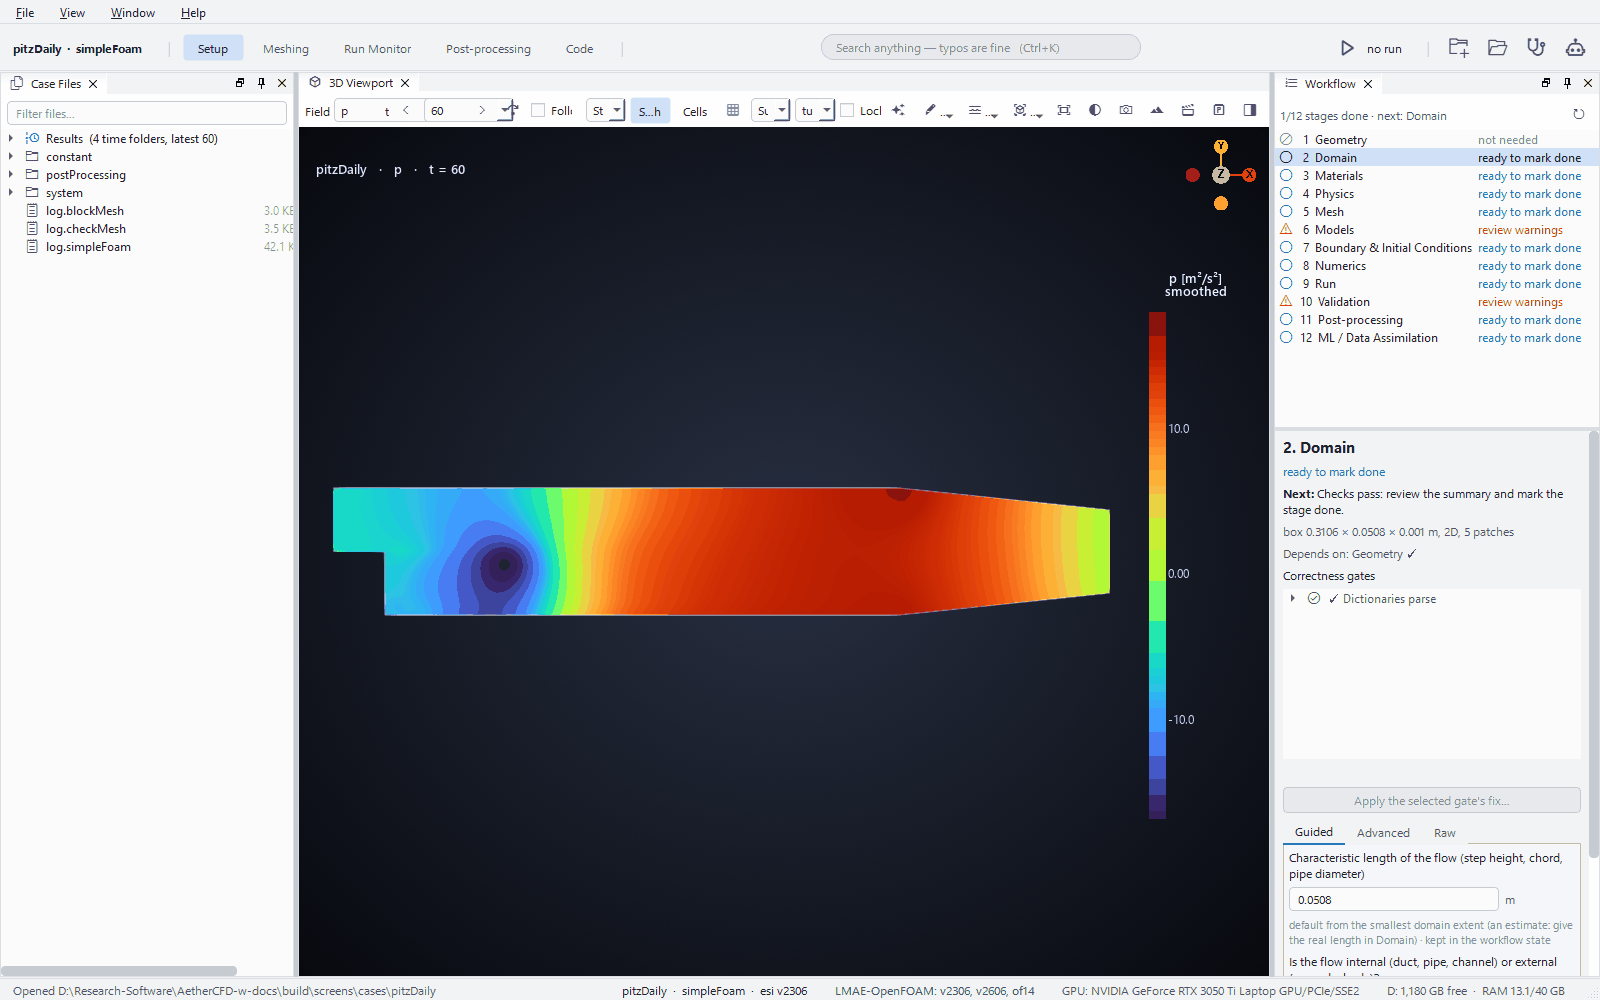 File View Window Help
pitzDaily · simpleFoam Setup Meshing Run Monitor Post-processing Code Search anything — typos are fine (Ctrl+K) no run
Case Files
Filter files...
Results (4 time folders, latest 60)
constant
postProcessing
system
log.blockMesh 3.0 KE
log.checkMesh 3.5 KE
log.simpleFoam 42.1 K
3D Viewport
Field p t 60 Foll St S...h Cells Su tu Locl
pitzDaily · p · t = 60
Y
Z X
p [m²/s²]
smoothed
10.0
0.00
-10.0
Workflow
1/12 stages done · next: Domain
1 Geometry not needed
2 Domain ready to mark done
3 Materials ready to mark done
4 Physics ready to mark done
5 Mesh ready to mark done
6 Models review warnings
7 Boundary & Initial Conditions ready to mark done
8 Numerics ready to mark done
9 Run ready to mark done
10 Validation review warnings
11 Post-processing ready to mark done
12 ML / Data Assimilation ready to mark done
2. Domain
ready to mark done
Next: Checks pass: review the summary and mark the
stage done.
box 0.3106 × 0.0508 × 0.001 m, 2D, 5 patches
Depends on: Geometry ✓
Correctness gates
✓ Dictionaries parse
Apply the selected gate's fix...
Guided Advanced Raw
Characteristic length of the flow (step height, chord,
pipe diameter)
0.0508 m
default from the smallest domain extent (an estimate: give
the real length in Domain) · kept in the workflow state
Is the flow internal (duct, pipe, channel) or external
Opened D:\Research-Software\AetherCFD-w-docs\build\screens\cases\pitzDaily pitzDaily · simpleFoam · esi v2306 LMAE-OpenFOAM: v2306, v2606, of14 GPU: NVIDIA GeForce RTX 3050 Ti Laptop GPU/PCIe/SSE2 D: 1,180 GB free · RAM 13.1/40 GB